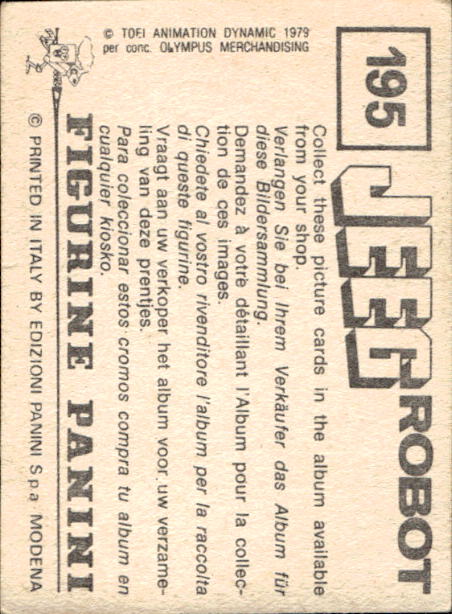 195
JEEG ROBOT
Collect these picture cards in the album available
from your shop.
Verlangen Sie bei Ihrem Verkäufer das Album für
diese Bildersammlung.
Demandez à votre détaillant l'Album pour la collec-
tion de ces images.
Chiedete al vostro rivenditore l'album per la raccolta
di queste figurine.
Vraagt aan uw verkoper het album voor uw verzame-
ling van deze prentjes.
Para coleccionar estos cromos compra tu album en
cualquier kiosko.
FIGURINE PANINI
© PRINTED IN ITALY BY EDIZIONI PANINI S.p.a. MODENA
© TOEI ANIMATION DYNAMIC 1979
per conc. OLYMPUS MERCHANDISING